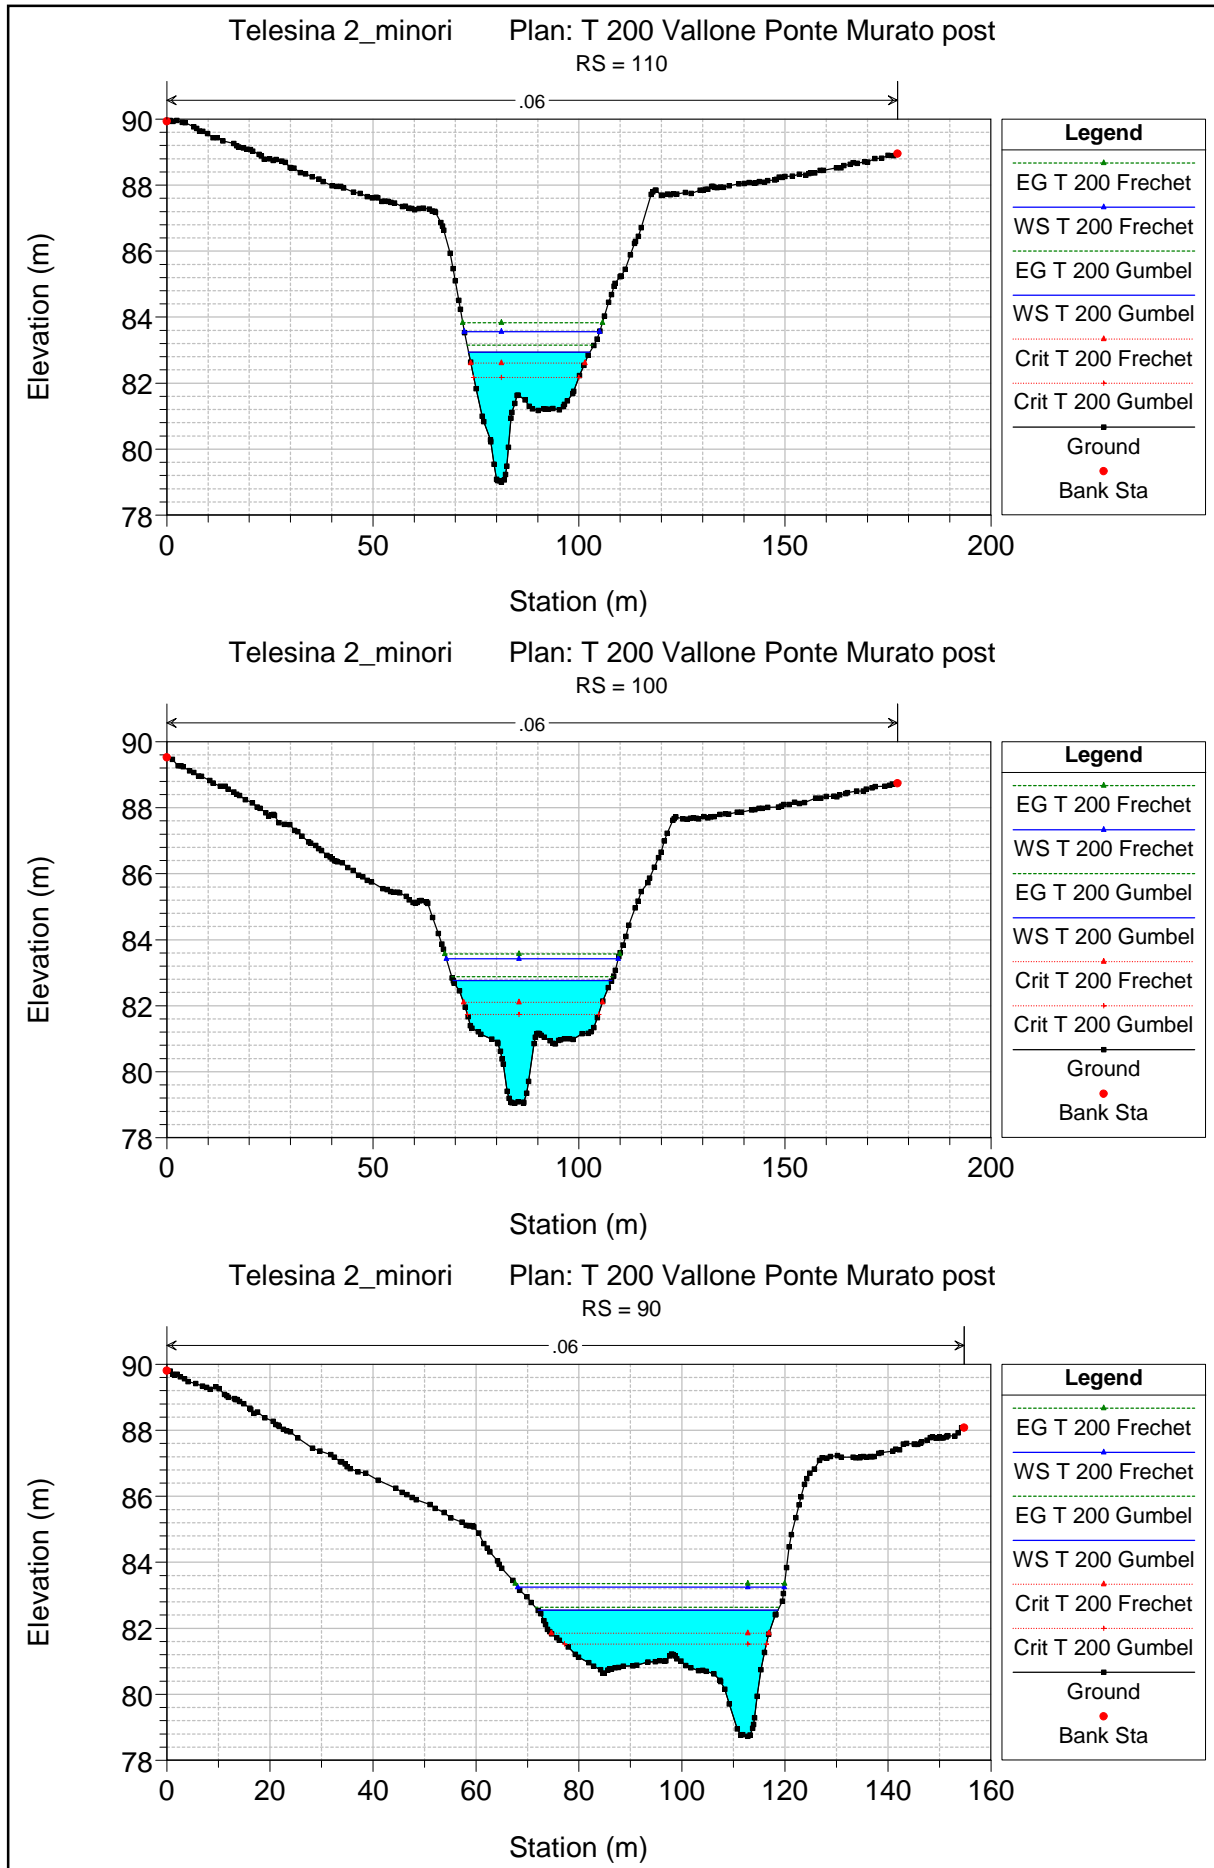 Telesina 2_minori Plan: T 200 Vallone Ponte Murato post
RS = 110
.06
90
88
86
84
82
80
78
0 50 100 150 200
Elevation (m)
Station (m)
Legend
EG T 200 Frechet
WS T 200 Frechet
EG T 200 Gumbel
WS T 200 Gumbel
Crit T 200 Frechet
Crit T 200 Gumbel
Ground
Bank Sta
Telesina 2_minori Plan: T 200 Vallone Ponte Murato post
RS = 100
.06
90
88
86
84
82
80
78
0 50 100 150 200
Elevation (m)
Station (m)
Legend
EG T 200 Frechet
WS T 200 Frechet
EG T 200 Gumbel
WS T 200 Gumbel
Crit T 200 Frechet
Crit T 200 Gumbel
Ground
Bank Sta
Telesina 2_minori Plan: T 200 Vallone Ponte Murato post
RS = 90
.06
90
88
86
84
82
80
78
0 20 40 60 80 100 120 140 160
Elevation (m)
Station (m)
Legend
EG T 200 Frechet
WS T 200 Frechet
EG T 200 Gumbel
WS T 200 Gumbel
Crit T 200 Frechet
Crit T 200 Gumbel
Ground
Bank Sta